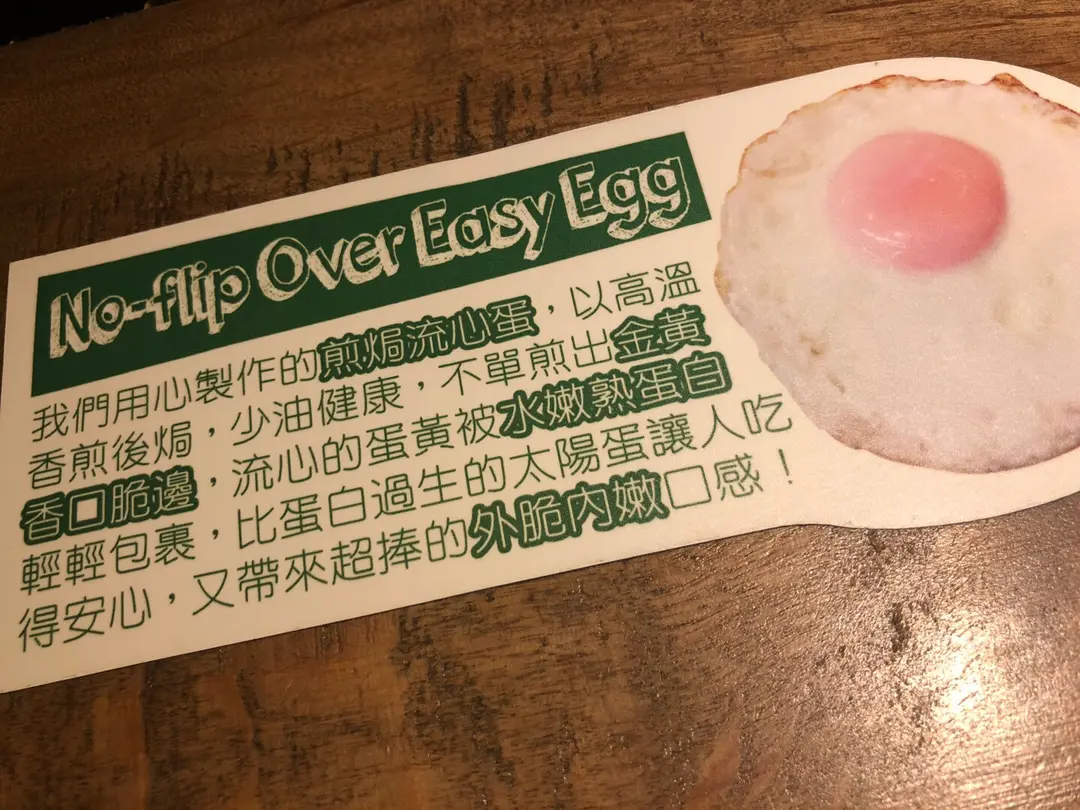 No-flip Over Easy Egg
我們用心製作的煎焗流心蛋，以高溫
香煎後焗，少油健康，不單煎出金黃
香口脆邊，流心的蛋黃被水嫩熟蛋白
輕輕包裹，比蛋白過生的太陽蛋讓人吃
得安心，又帶來超捧的外脆內嫩口感！